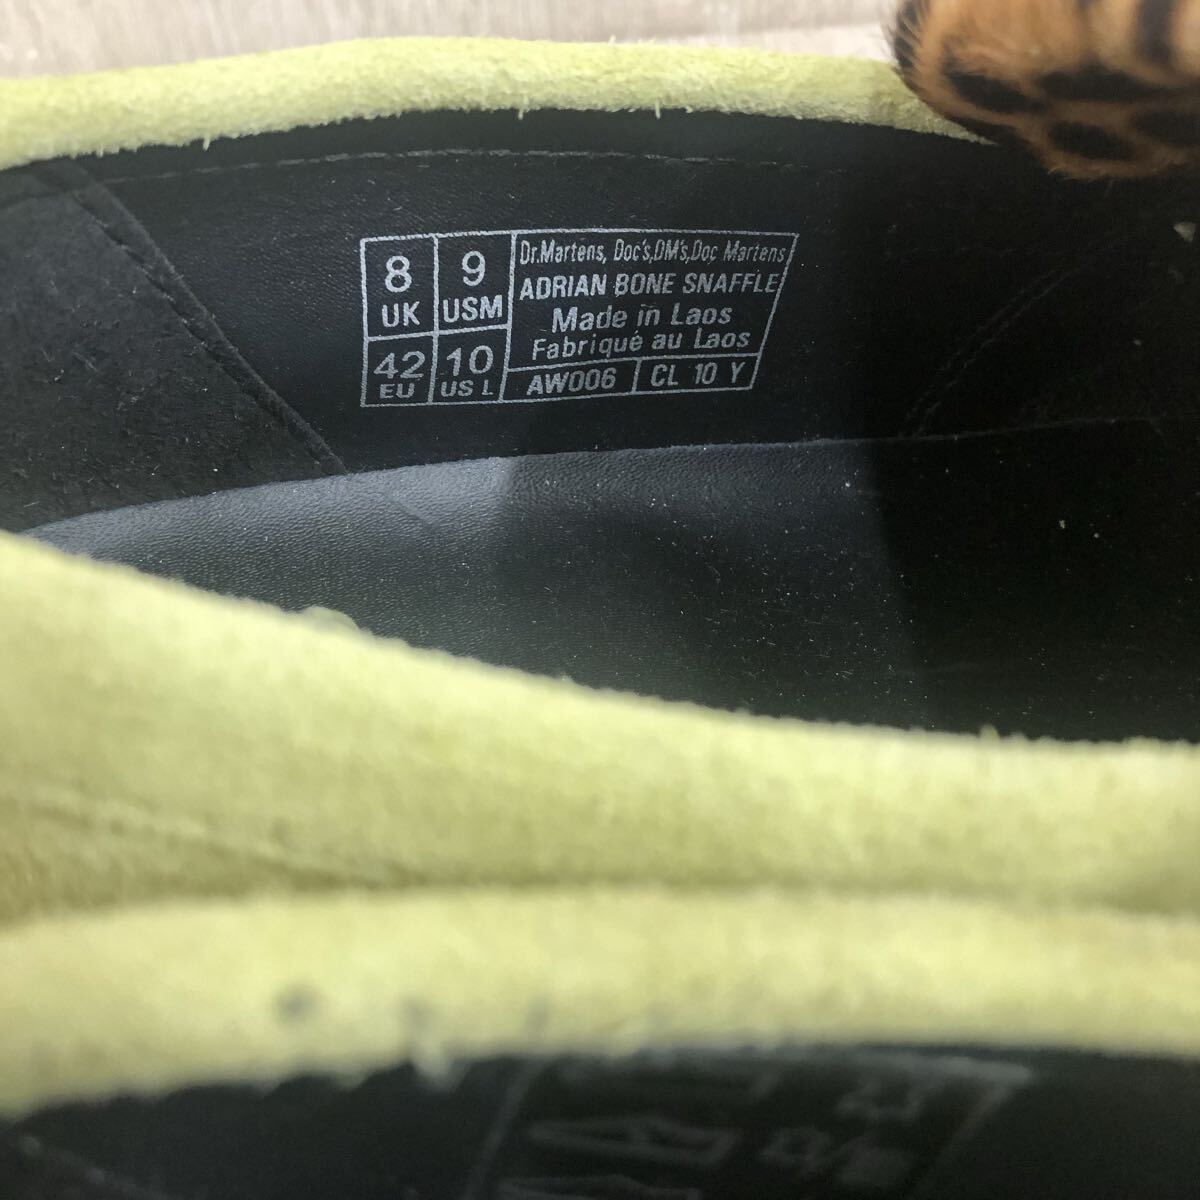 8 UK
9 USM
42 EU
10 US L
Dr.Martens, Doc's,DM's,Doc Martens
ADRIAN BONE SNAFFLE
Made in Laos
Fabriqué au Laos
AW006
CL 10 Y